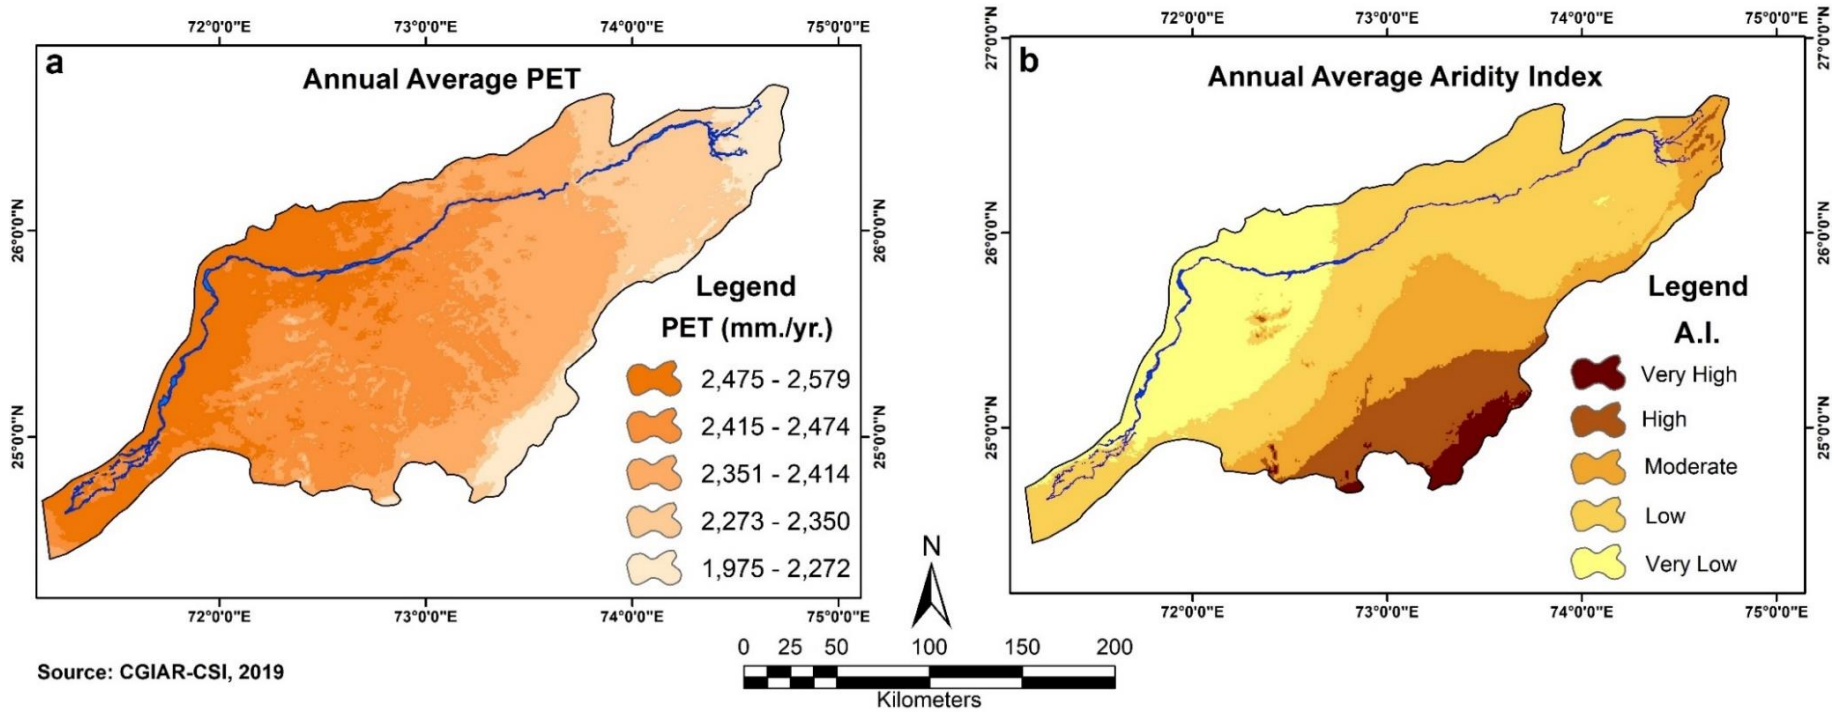 72°0'0"E 73°0'0"E 74°0'0"E 75°0'0"E
a
Annual Average PET
26°0'0"N
25°0'0"N
26°0'0"N
25°0'0"N
Legend
PET (mm./yr.)
2,475 - 2,579
2,415 - 2,474
2,351 - 2,414
2,273 - 2,350
1,975 - 2,272
72°0'0"E 73°0'0"E 74°0'0"E 75°0'0"E
72°0'0"E 73°0'0"E 74°0'0"E 75°0'0"E
b
Annual Average Aridity Index
27°0'0"N
26°0'0"N
25°0'0"N
27°0'0"N
26°0'0"N
25°0'0"N
Legend
A.I.
Very High
High
Moderate
Low
Very Low
72°0'0"E 73°0'0"E 74°0'0"E 75°0'0"E
N
0 25 50 100 150 200
Kilometers
Source: CGIAR-CSI, 2019